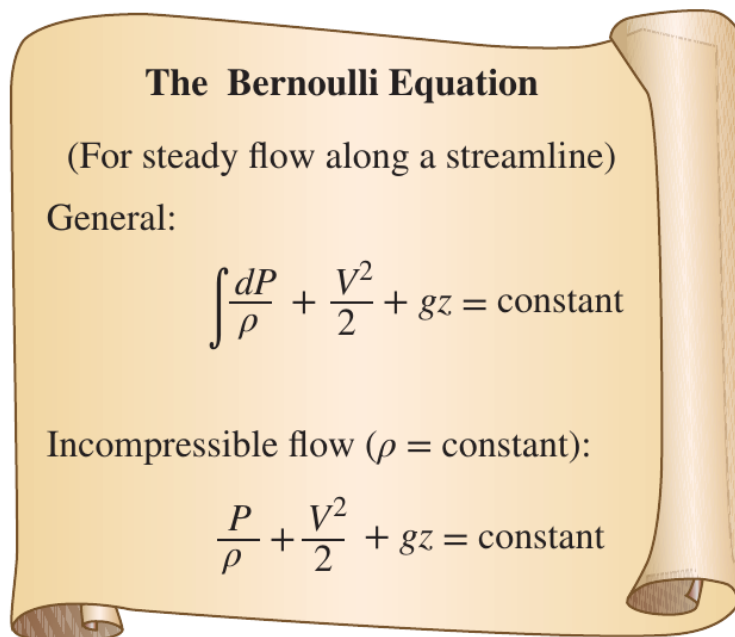 The Bernoulli Equation
(For steady flow along a streamline)
General:
∫ dP/ρ + V²/2 + gz = constant
Incompressible flow (ρ = constant):
P/ρ + V²/2 + gz = constant